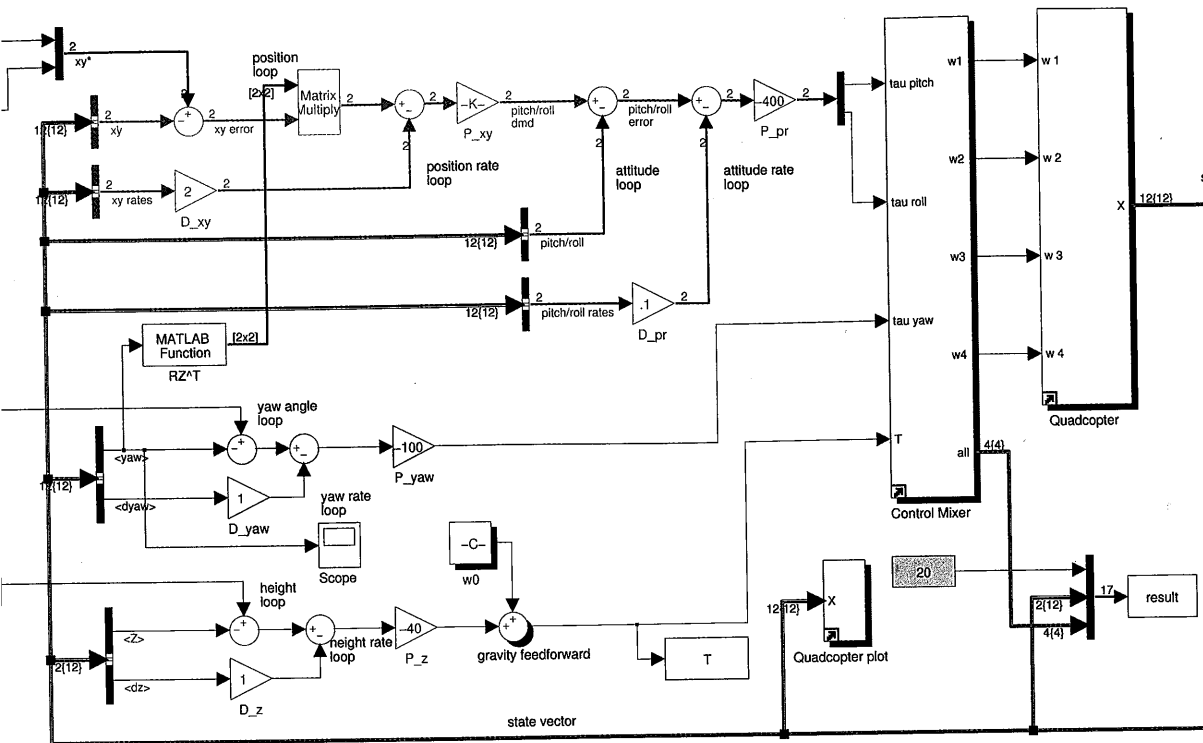 2
xy*
position
loop
[2x2]
Matrix
Multiply
2
+
−
2
xy
2
xy error
12{12}
2
2
+
−
2
−K−
P_xy
2
pitch/roll
dmd
+
−
2
pitch/roll
error
+
−
2
−400
P_pr
2
tau pitch
w1
w 1
position rate
loop
2
attitude
loop
2
attitude rate
loop
2
w2
w 2
12{12}
2
xy rates
2
D_xy
2
tau roll
X
12{12}
12{12}
2
pitch/roll
w3
w 3
12{12}
2
pitch/roll rates
.1
D_pr
2
tau yaw
MATLAB
Function
RZ^T
[2x2]
w4
w 4
Quadcopter
yaw angle
loop
+
−
+
−
<yaw>
−100
P_yaw
T
all
4{4}
12{12}
<dyaw>
1
D_yaw
yaw rate
loop
Control Mixer
Scope
−C−
w0
20
height
loop
+
−
+
−
<Z>
height rate
loop
−40
P_z
+
+
gravity feedforward
T
12{12}
X
Quadcopter plot
2{12}
4{4}
17
result
2{12}
<dz>
1
D_z
state vector